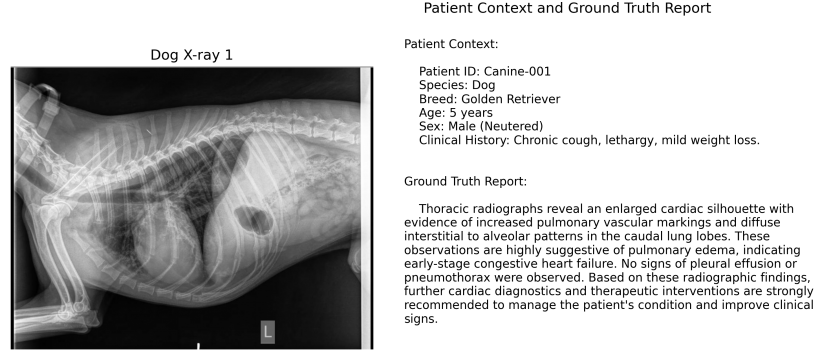 Patient Context and Ground Truth Report
Dog X-ray 1
L
Patient Context:
Patient ID: Canine-001
Species: Dog
Breed: Golden Retriever
Age: 5 years
Sex: Male (Neutered)
Clinical History: Chronic cough, lethargy, mild weight loss.
Ground Truth Report:
Thoracic radiographs reveal an enlarged cardiac silhouette with
evidence of increased pulmonary vascular markings and diffuse
interstitial to alveolar patterns in the caudal lung lobes. These
observations are highly suggestive of pulmonary edema, indicating
early-stage congestive heart failure. No signs of pleural effusion or
pneumothorax were observed. Based on these radiographic findings,
further cardiac diagnostics and therapeutic interventions are strongly
recommended to manage the patient's condition and improve clinical
signs.